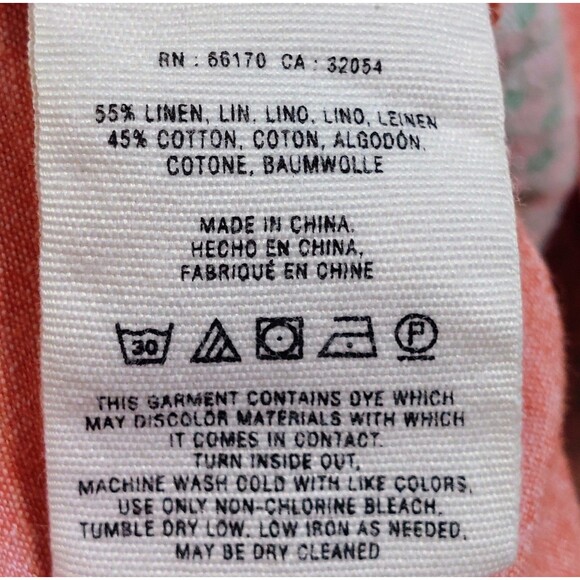 RN : 66170 CA : 32054
55% LINEN, LIN, LINO, LINO, LEINEN
45% COTTON, COTON, ALGODÓN,
COTONE, BAUMWOLLE
MADE IN CHINA,
HECHO EN CHINA,
FABRIQUÉ EN CHINE
30 P
THIS GARMENT CONTAINS DYE WHICH
MAY DISCOLOR MATERIALS WITH WHICH
IT COMES IN CONTACT.
TURN INSIDE OUT,
MACHINE WASH COLD WITH LIKE COLORS,
USE ONLY NON-CHLORINE BLEACH,
TUMBLE DRY LOW, LOW IRON AS NEEDED,
MAY BE DRY CLEANED